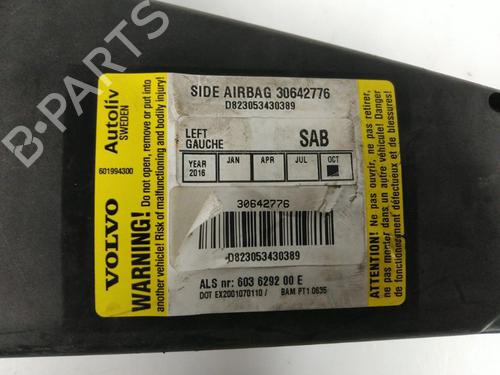 SIDE AIRBAG 30642776
D823053430389
LEFT
GAUCHE
SAB
YEAR
2016
JAN
APR
JUL
OCT
30642776
D823053430389
ALS nr: 603 6292 00 E
DOT EX2001070110 / BAM PT1 0635
Autoliv
SWEDEN
601994300
VOLVO
WARNING! Do not open, remove or put into
another vehicle! Risk of malfunctioning and bodily injury!
ATTENTION! Ne pas ouvrir, ne pas retirer,
ne pas mettre dans un autre véhicule! Danger
de fonctionnement défectueux et de blessures!
B-PARTS